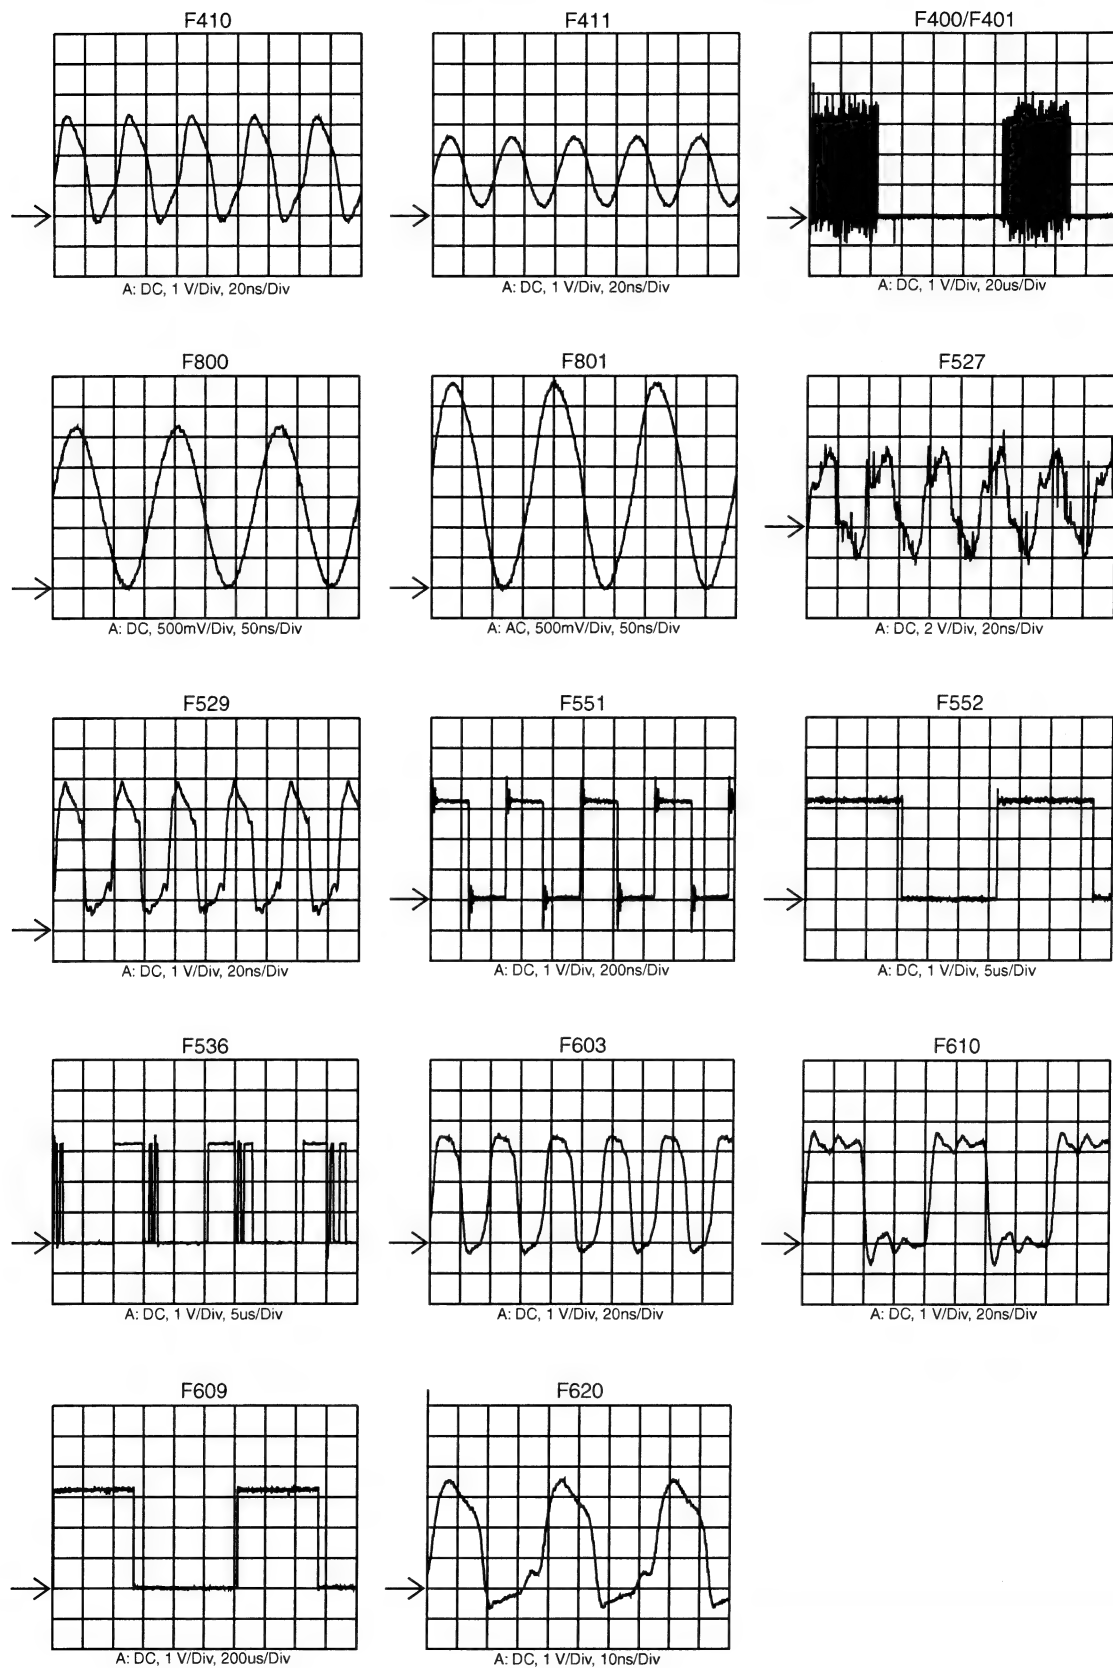 F410
F411
F400/F401
A: DC, 1 V/Div, 20ns/Div
A: DC, 1 V/Div, 20ns/Div
A: DC, 1 V/Div, 20us/Div
F800
F801
F527
A: DC, 500mV/Div, 50ns/Div
A: AC, 500mV/Div, 50ns/Div
A: DC, 2 V/Div, 20ns/Div
F529
F551
F552
A: DC, 1 V/Div, 20ns/Div
A: DC, 1 V/Div, 200ns/Div
A: DC, 1 V/Div, 5us/Div
F536
F603
F610
A: DC, 1 V/Div, 5us/Div
A: DC, 1 V/Div, 20ns/Div
A: DC, 1 V/Div, 20ns/Div
F609
F620
A: DC, 1 V/Div, 200us/Div
A: DC, 1 V/Div, 10ns/Div